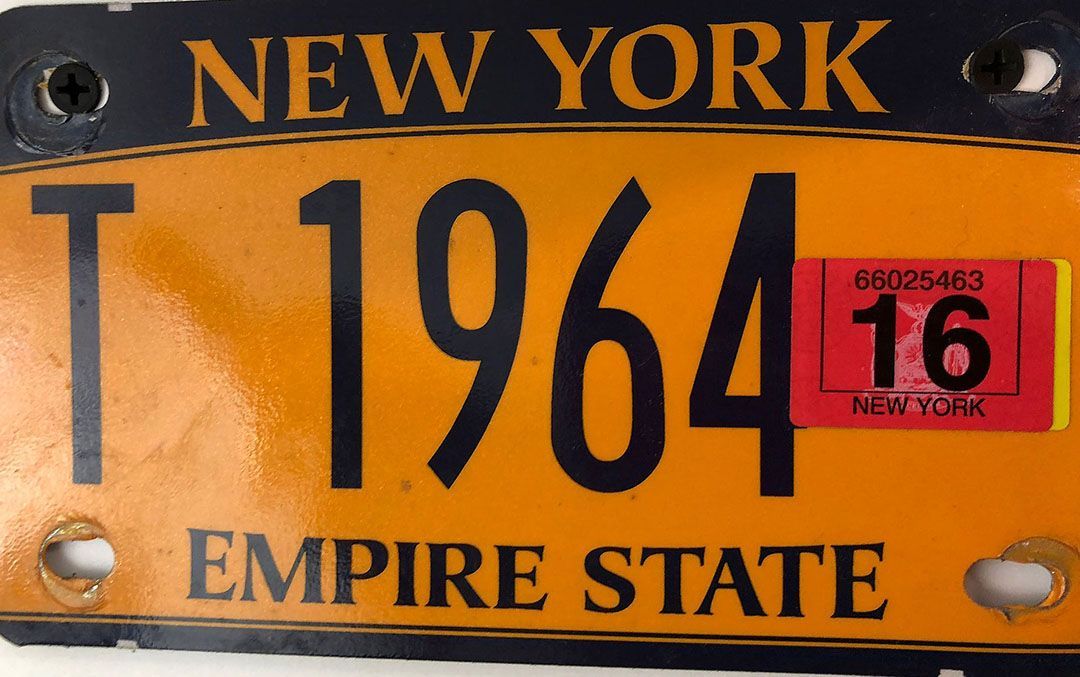 NEW YORK
T 1964
66025463
16
NEW YORK
EMPIRE STATE